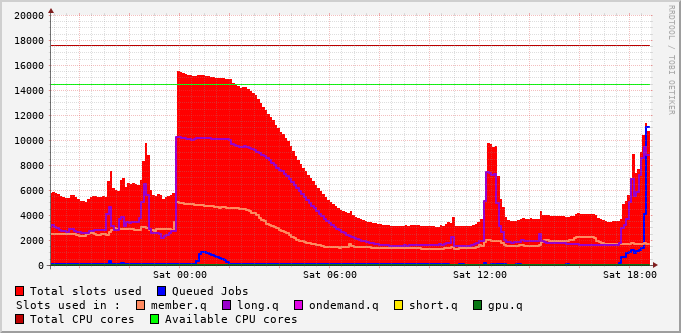 20000
18000
16000
14000
12000
10000
8000
6000
4000
2000
0
Sat 00:00 Sat 06:00 Sat 12:00 Sat 18:00
RRDTOOL / TOBI OETIKER
Total slots used Queued Jobs
Slots used in : member.q long.q ondemand.q short.q gpu.q
Total CPU cores Available CPU cores